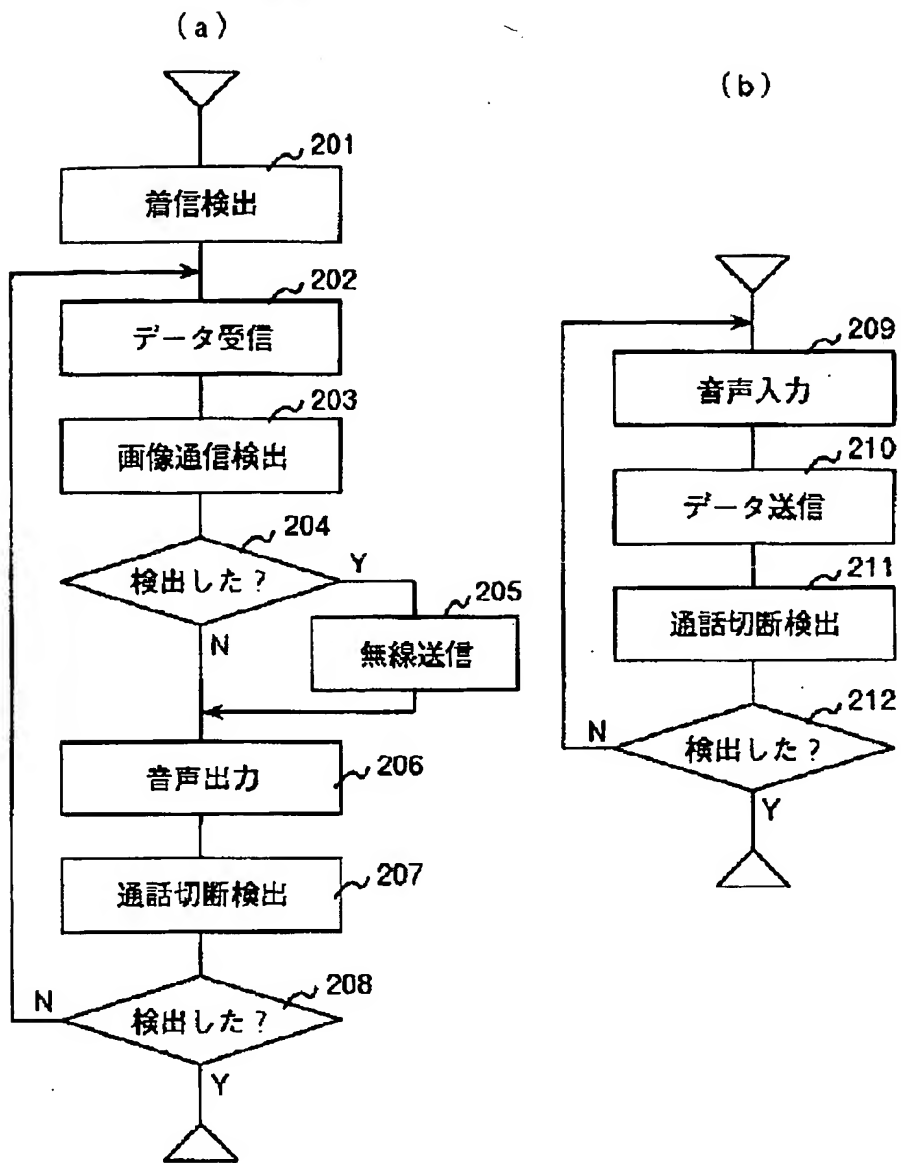 (a)
201
着信検出
202
データ受信
203
画像通信検出
204
検出した?
Y
205
無線送信
N
音声出力
206
207
通話切断検出
208
N
検出した?
Y
(b)
209
音声入力
210
データ送信
211
通話切断検出
212
N
検出した?
Y